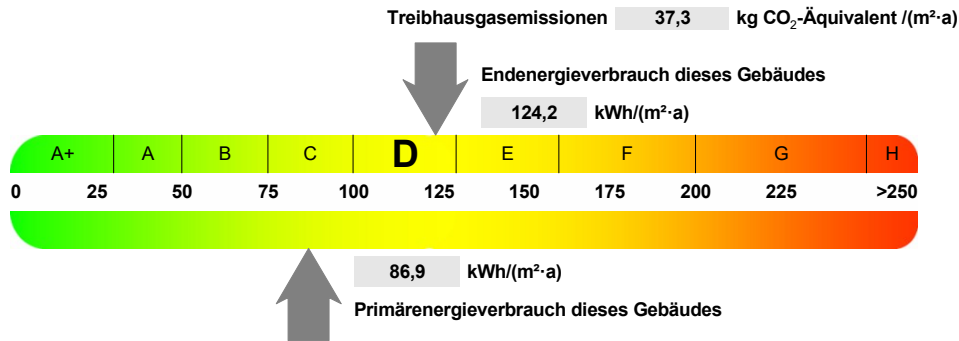 Treibhausgasemissionen 37,3 kg CO₂-Äquivalent /(m²·a)
Endenergieverbrauch dieses Gebäudes
124,2 kWh/(m²·a)
A+ A B C D E F G H
0 25 50 75 100 125 150 175 200 225 >250
86,9 kWh/(m²·a)
Primärenergieverbrauch dieses Gebäudes